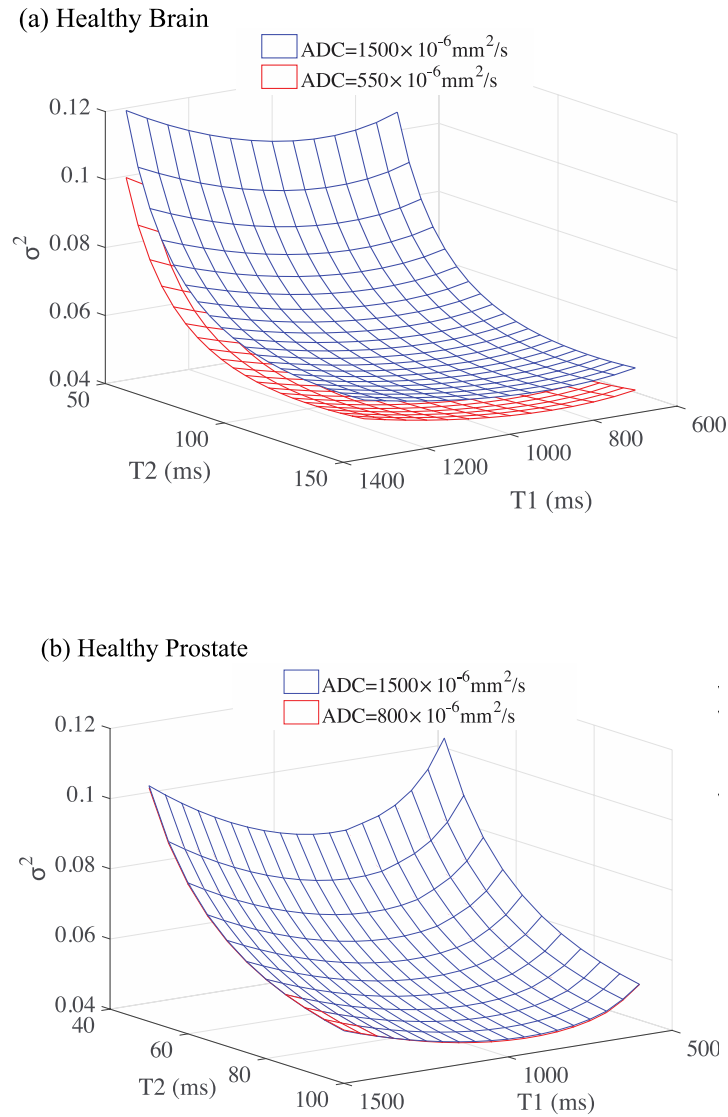 (a) Healthy Brain
ADC=1500×10⁻⁶mm²/s
ADC=550×10⁻⁶mm²/s
0.12
0.1
0.08
0.06
0.04
σ²
50
100
150
T2 (ms)
1400
1200
1000
800
600
T1 (ms)
(b) Healthy Prostate
ADC=1500×10⁻⁶mm²/s
ADC=800×10⁻⁶mm²/s
0.12
0.1
0.08
0.06
0.04
σ²
40
60
80
100
T2 (ms)
1500
1000
500
T1 (ms)